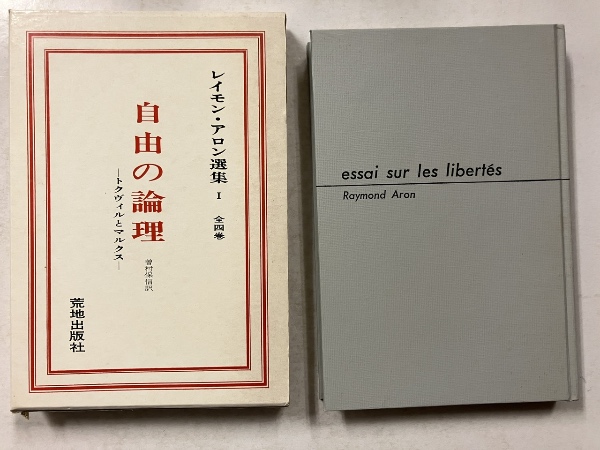 レイモン・アロン選集 I 全四巻
自由の論理
―トクヴィルとマルクス―
曽村保信訳
荒地出版社
essai sur les libertés
Raymond Aron